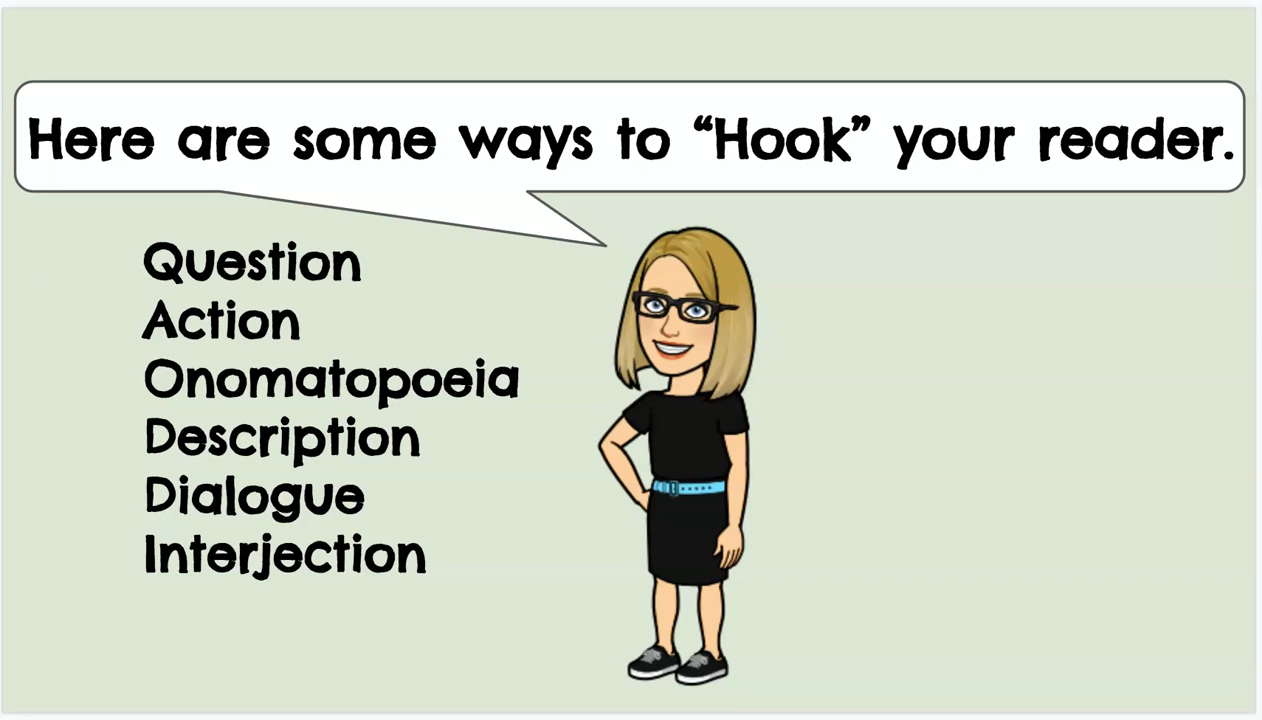 Here are some ways to “Hook” your reader.
Question
Action
Onomatopoeia
Description
Dialogue
Interjection